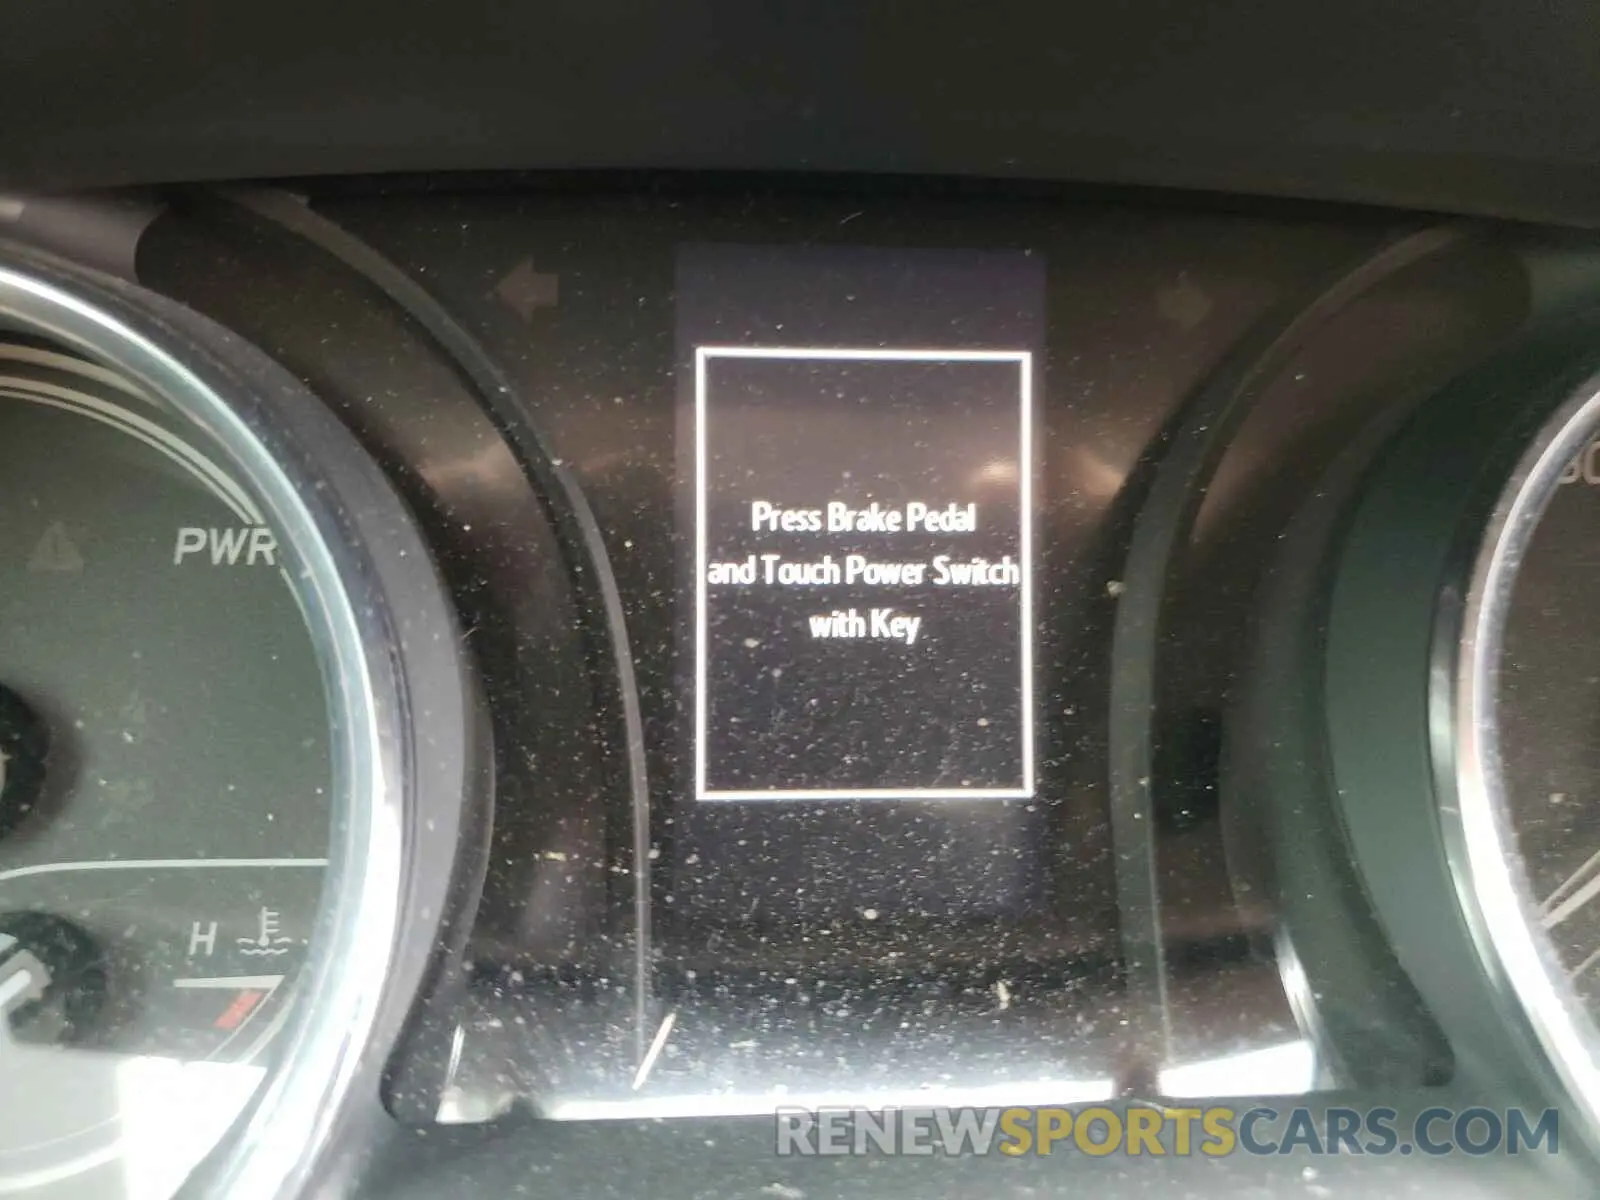 PWR
Press Brake Pedal
and Touch Power Switch
with Key
H
RENEWSPORTSCARS.COM